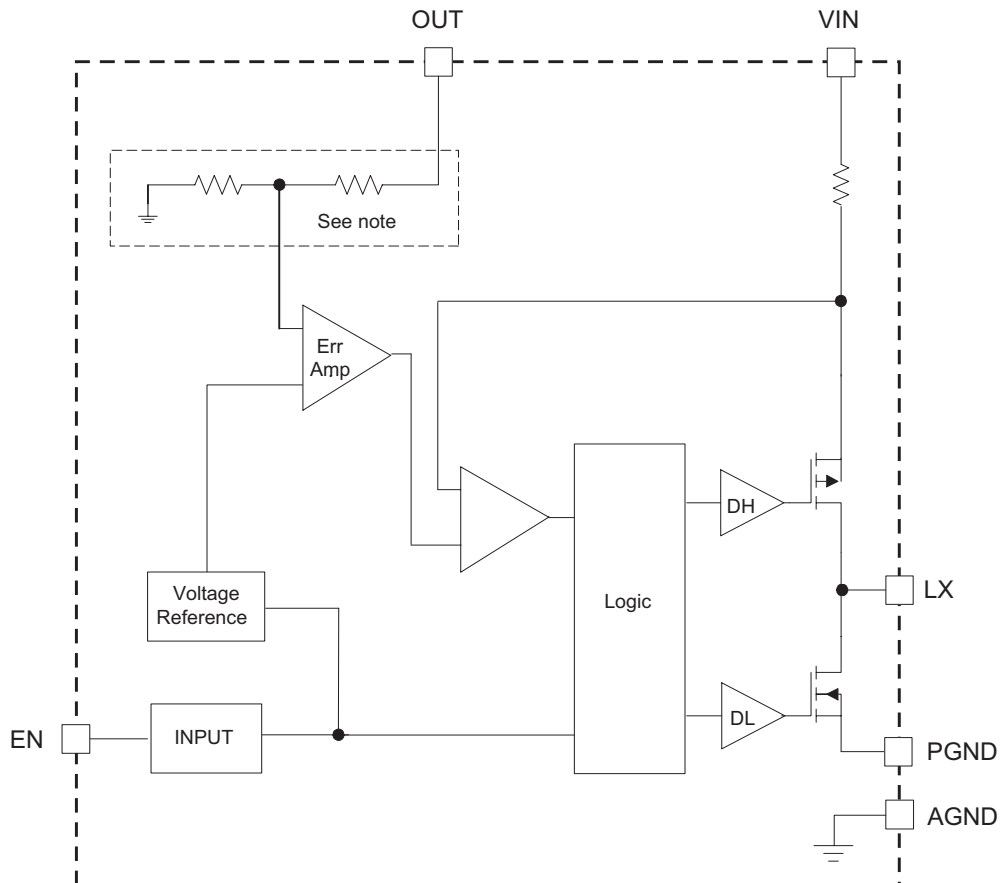 OUT
VIN
See note
Err
Amp
DH
Voltage
Reference
Logic
LX
EN
INPUT
DL
PGND
AGND